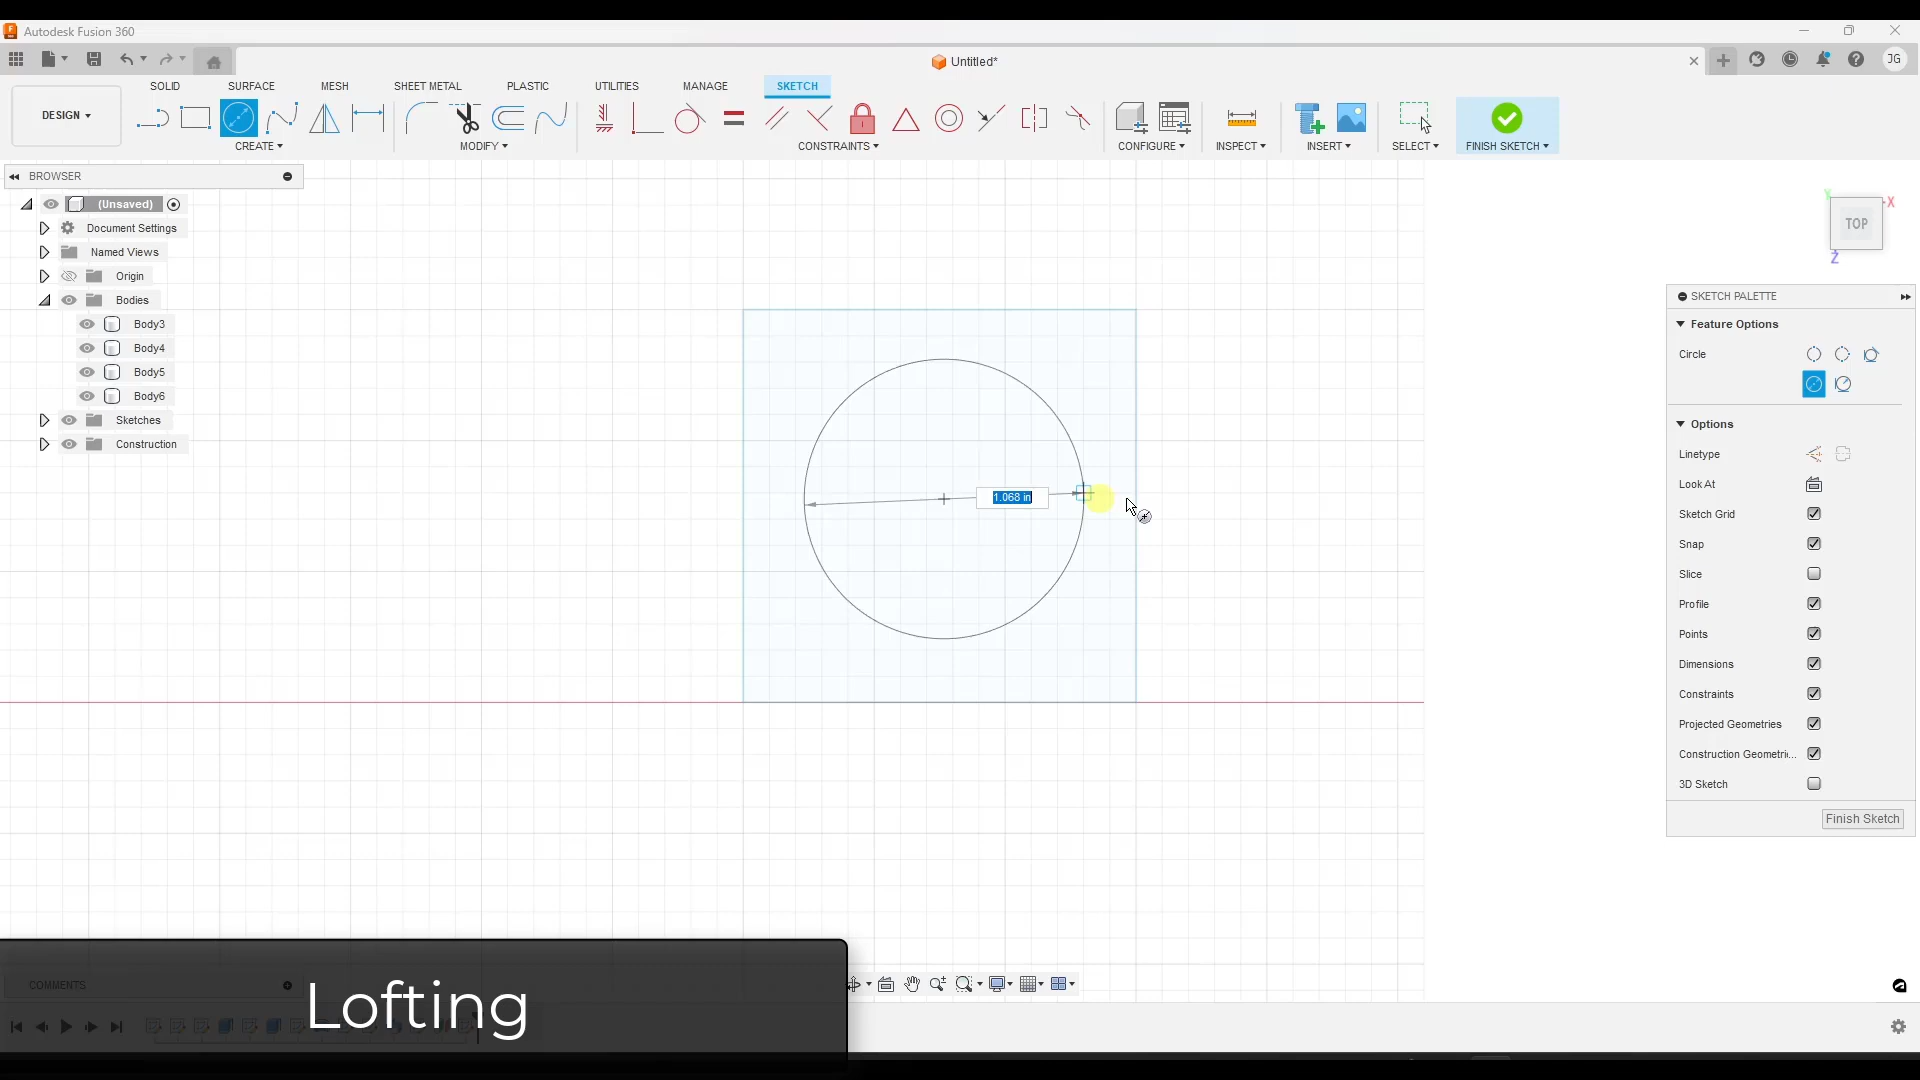 Autodesk Fusion 360
Untitled*
JG
SOLID SURFACE MESH SHEET METAL PLASTIC UTILITIES MANAGE SKETCH
DESIGN
CREATE MODIFY CONSTRAINTS CONFIGURE INSPECT INSERT SELECT FINISH SKETCH
BROWSER
(Unsaved)
Document Settings
Named Views
Origin
Bodies
Body3
Body4
Body5
Body6
Sketches
Construction
1.068 in
Y
X
TOP
Z
SKETCH PALETTE
Feature Options
Circle
Options
Linetype
Look At
Sketch Grid
Snap
Slice
Profile
Points
Dimensions
Constraints
Projected Geometries
Construction Geometri...
3D Sketch
Finish Sketch
COMMENTS
Lofting